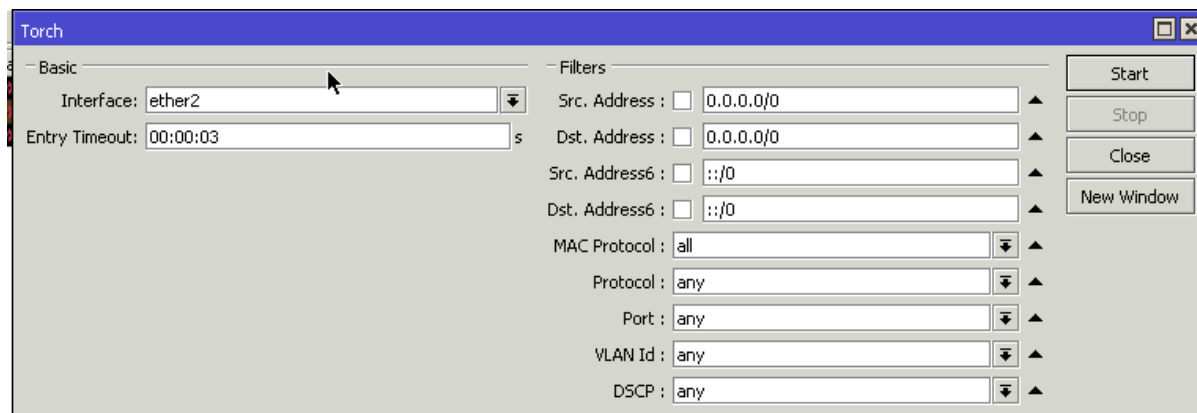 Torch
Basic
Interface: ether2
Entry Timeout: 00:00:03 s
Filters
Src. Address : 0.0.0.0/0
Dst. Address : 0.0.0.0/0
Src. Address6 : ::/0
Dst. Address6 : ::/0
MAC Protocol : all
Protocol : any
Port : any
VLAN Id : any
DSCP : any
Start
Stop
Close
New Window